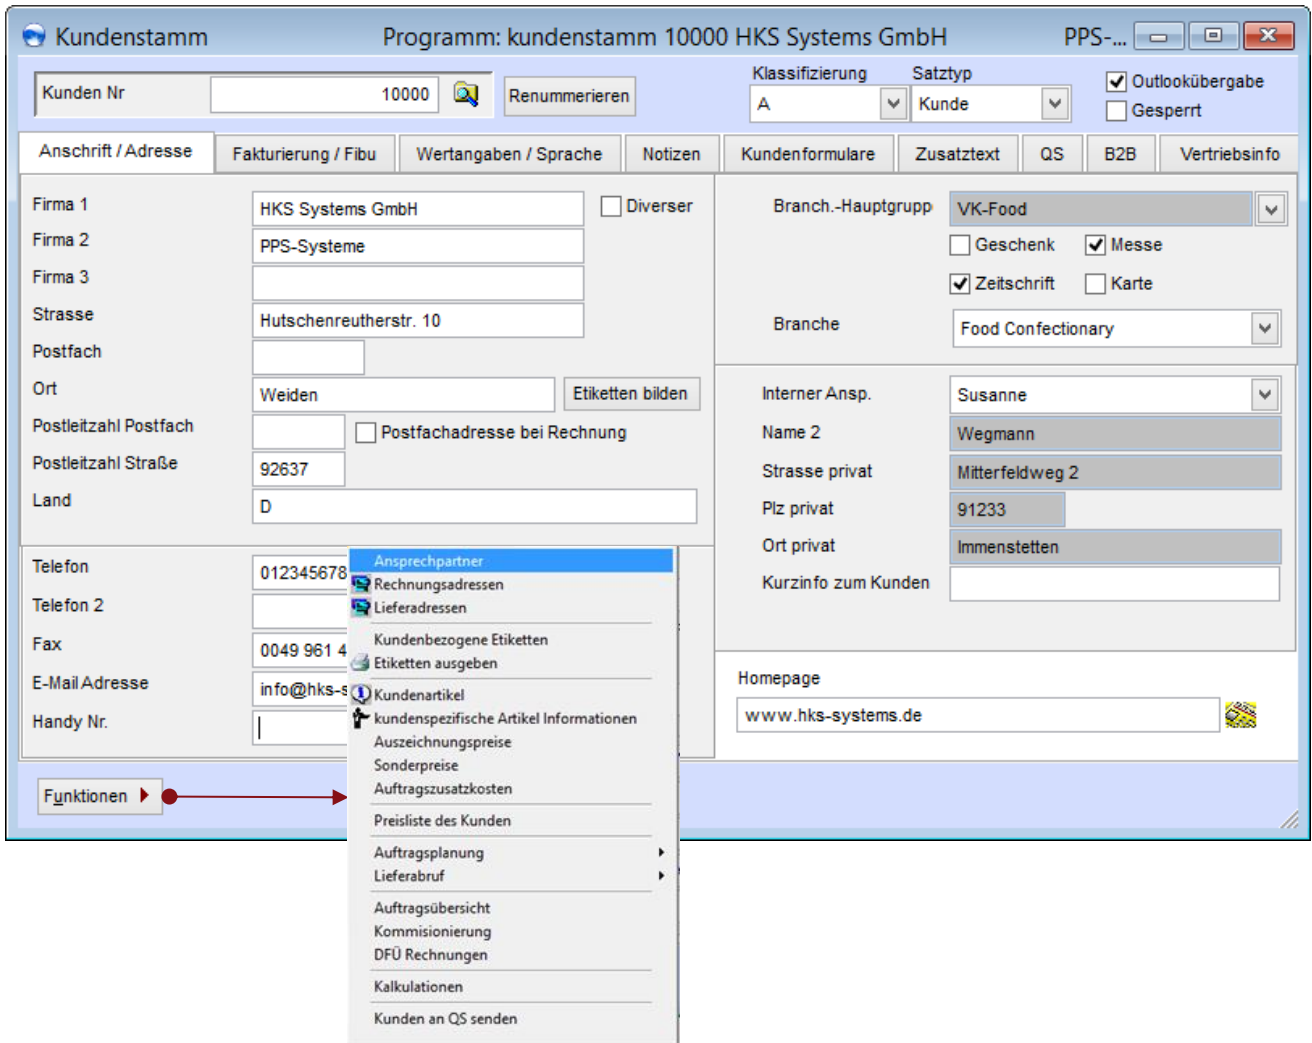 Kundenstamm Programm: kundenstamm 10000 HKS Systems GmbH PPS-...
Klassifizierung Satztyp
Kunden Nr 10000 Renummerieren A Kunde Outlookübergabe
Gesperrt
Anschrift / Adresse Fakturierung / Fibu Wertangaben / Sprache Notizen Kundenformulare Zusatztext QS B2B Vertriebsinfo
Firma 1 HKS Systems GmbH Diverser
Firma 2 PPS-Systeme
Firma 3
Strasse Hutschenreutherstr. 10
Postfach
Ort Weiden Etiketten bilden
Postleitzahl Postfach Postfachadresse bei Rechnung
Postleitzahl Straße 92637
Land D
Branch.-Hauptgrupp VK-Food
Geschenk Messe
Zeitschrift Karte
Branche Food Confectionary
Interner Ansp. Susanne
Name 2 Wegmann
Strasse privat Mitterfeldweg 2
Plz privat 91233
Ort privat Immenstetten
Kurzinfo zum Kunden
Telefon 012345678
Telefon 2
Fax 0049 961 4
E-Mail Adresse info@hks-s
Handy Nr.
Homepage
www.hks-systems.de
Funktionen
Ansprechpartner
Rechnungsadressen
Lieferadressen
Kundenbezogene Etiketten
Etiketten ausgeben
Kundenartikel
kundenspezifische Artikel Informationen
Auszeichnungspreise
Sonderpreise
Auftragszusatzkosten
Preisliste des Kunden
Auftragsplanung
Lieferabruf
Auftragsübersicht
Kommisionierung
DFÜ Rechnungen
Kalkulationen
Kunden an QS senden